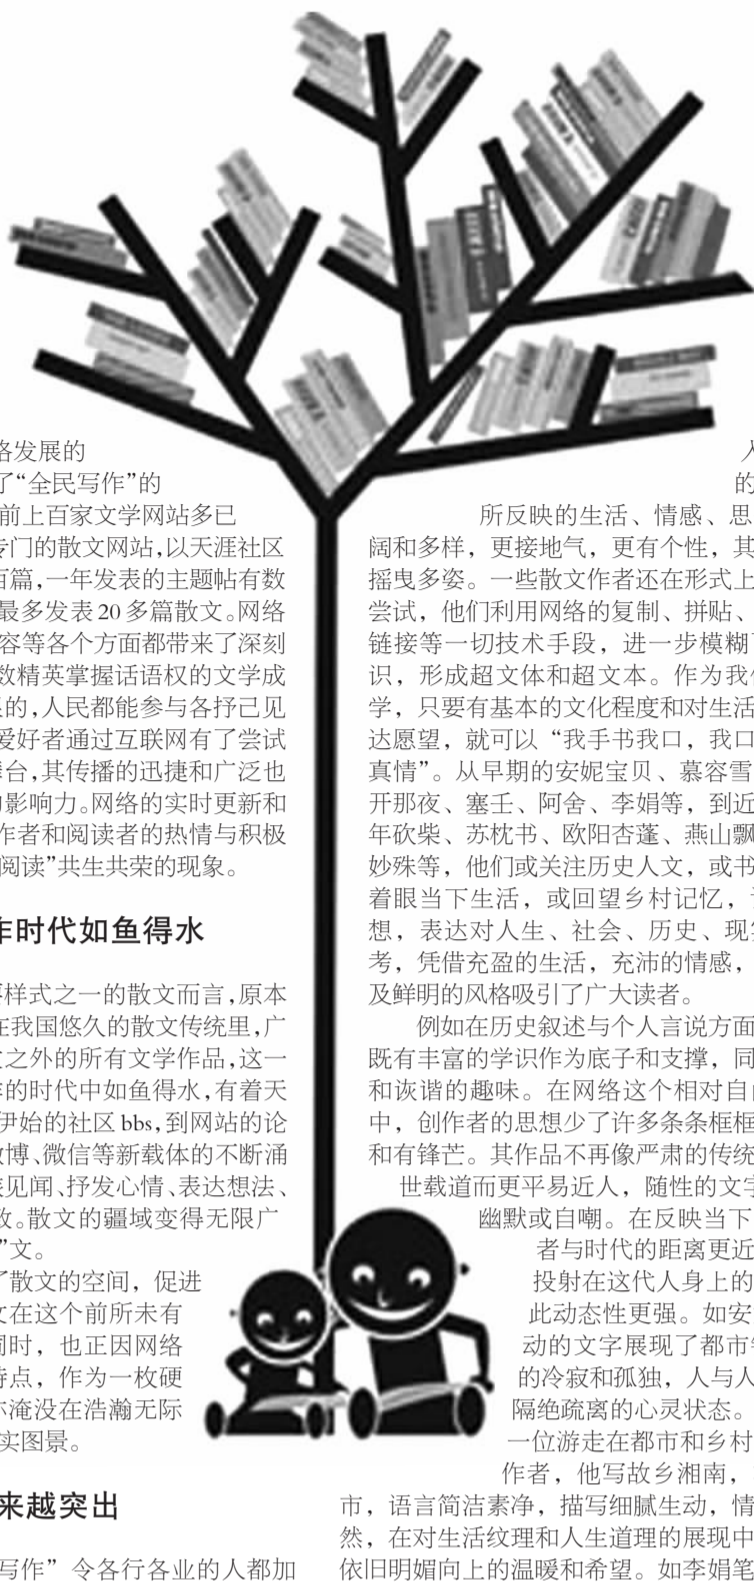 络发展的
了“全民写作”的
前上百家文学网站多已
专门的散文网站,以天涯社区
百篇,一年发表的主题帖有数
最多发表20多篇散文。网络
容等各个方面都带来了深刻
数精英掌握话语权的文学成
的,人民都能参与各抒己见
爱好者通过互联网有了尝试
台,其传播的迅捷和广泛也
影响力。网络的实时更新和
作者和阅读者的热情与积极
阅读”共生共荣的现象。
作时代如鱼得水
样式之一的散文而言,原本
在我国悠久的散文传统里,广
文之外的所有文学作品,这一
的时代中如鱼得水,有着天
伊始的社区bbs,到网站的论
微博、微信等新载体的不断涌
见闻、抒发心情、表达想法、
散文的疆域变得无限广
”文。
了散文的空间，促进
文在这个前所未有
同时，也正因网络
特点，作为一枚硬
亦淹没在浩瀚无际
实图景。
来越突出
写作”令各行各业的人都加
人
的
所反映的生活、情感、思
阔和多样，更接地气，更有个性，其
摇曳多姿。一些散文作者还在形式上
尝试，他们利用网络的复制、拼贴、
链接等一切技术手段，进一步模糊
识，形成超文体和超文本。作为我
学，只要有基本的文化程度和对生活
达愿望，就可以“我手书我口，我口
真情”。从早期的安妮宝贝、慕容雪
开那夜、塞壬、阿舍、李娟等，到近
年砍柴、苏枕书、欧阳杏蓬、燕山飘
妙殊等，他们或关注历史人文，或书
着眼当下生活，或回望乡村记忆，
想，表达对人生、社会、历史、现
考，凭借充盈的生活，充沛的情感，
及鲜明的风格吸引了广大读者。
例如在历史叙述与个人言说方面
既有丰富的学识作为底子和支撑，同
和诙谐的趣味。在网络这个相对自
中，创作者的思想少了许多条条框框
和有锋芒。其作品不再像严肃的传统
世载道而更平易近人，随性的文字
幽默或自嘲。在反映当下
者与时代的距离更近
投射在这代人身上的
此动态性更强。如安
动的文字展现了都市
的冷寂和孤独，人与人
隔绝疏离的心灵状态。
一位游走在都市和乡村
作者，他写故乡湘南，
市，语言简洁素净，描写细腻生动，情
然，在对生活纹理和人生道理的展现中
依旧明媚向上的温暖和希望。如李娟笔